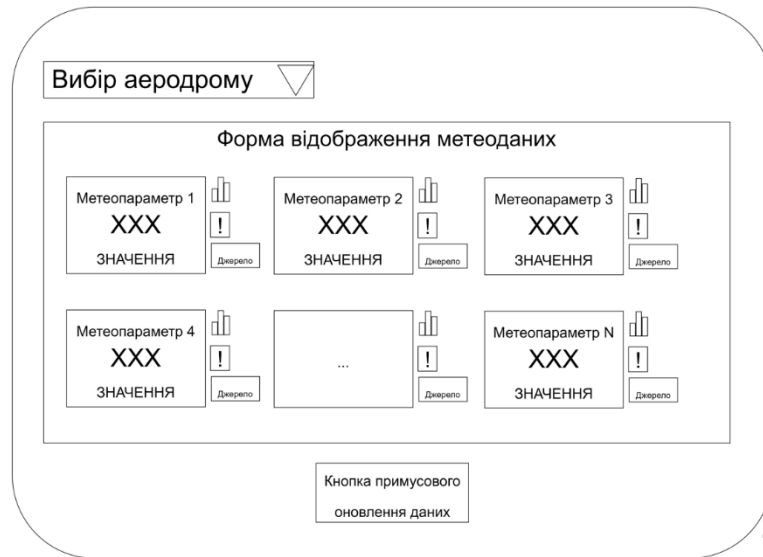 Вибір аеродрому
Форма відображення метеоданих
Метеопараметр 1
XXX
!
ЗНАЧЕННЯ
Джерело
Метеопараметр 2
XXX
!
ЗНАЧЕННЯ
Джерело
Метеопараметр 3
XXX
!
ЗНАЧЕННЯ
Джерело
Метеопараметр 4
XXX
!
ЗНАЧЕННЯ
Джерело
...
!
Джерело
Метеопараметр N
XXX
!
ЗНАЧЕННЯ
Джерело
Кнопка примусового
оновлення даних